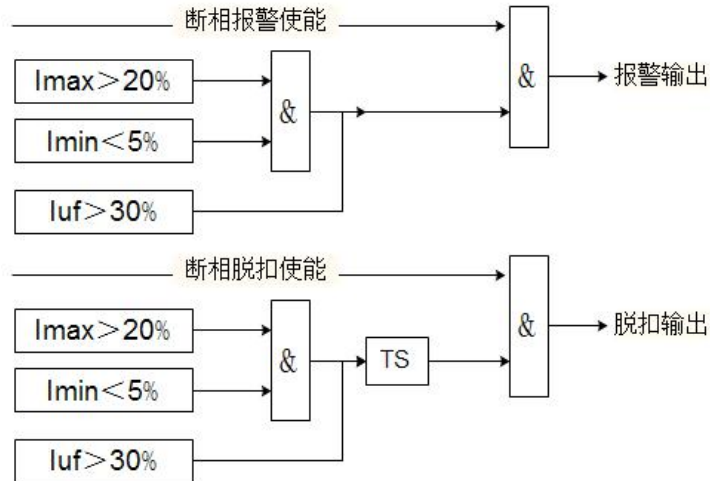 断相报警使能
Imax＞20%
&
&
报警输出
Imin＜5%
Iuf＞30%
断相脱扣使能
Imax＞20%
&
TS
&
脱扣输出
Imin＜5%
Iuf＞30%